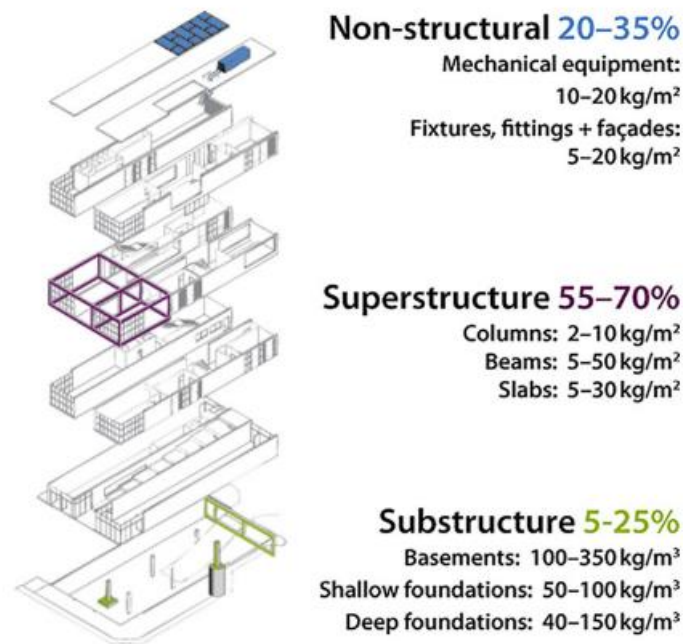 Non-structural 20–35%
Mechanical equipment:
10–20 kg/m²
Fixtures, fittings + façades:
5–20 kg/m²
Superstructure 55–70%
Columns: 2–10 kg/m²
Beams: 5–50 kg/m²
Slabs: 5–30 kg/m²
Substructure 5-25%
Basements: 100–350 kg/m³
Shallow foundations: 50–100 kg/m³
Deep foundations: 40–150 kg/m³